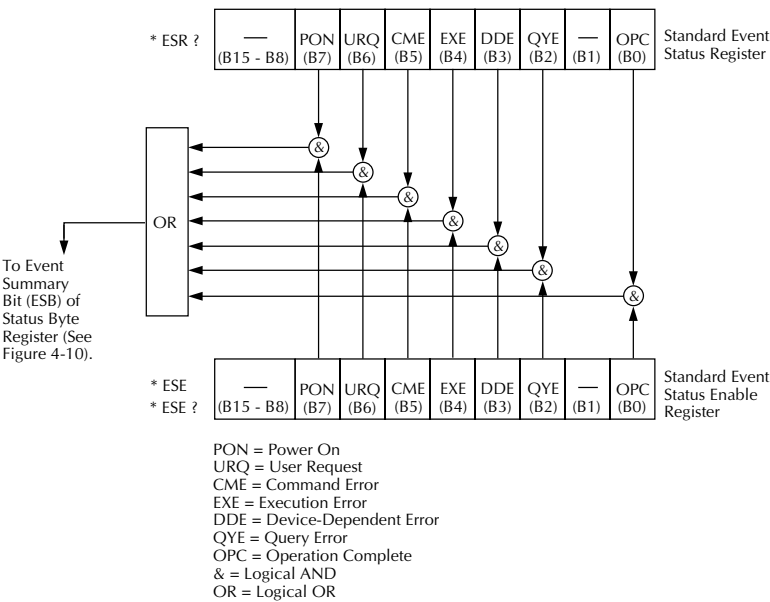 * ESR ?
— PON URQ CME EXE DDE QYE — OPC
(B15 - B8) (B7) (B6) (B5) (B4) (B3) (B2) (B1) (B0)
Standard Event
Status Register
&
&
&
&
&
&
&
OR
To Event
Summary
Bit (ESB) of
Status Byte
Register (See
Figure 4-10).
* ESE
* ESE ?
— PON URQ CME EXE DDE QYE — OPC
(B15 - B8) (B7) (B6) (B5) (B4) (B3) (B2) (B1) (B0)
Standard Event
Status Enable
Register
PON = Power On
URQ = User Request
CME = Command Error
EXE = Execution Error
DDE = Device-Dependent Error
QYE = Query Error
OPC = Operation Complete
& = Logical AND
OR = Logical OR